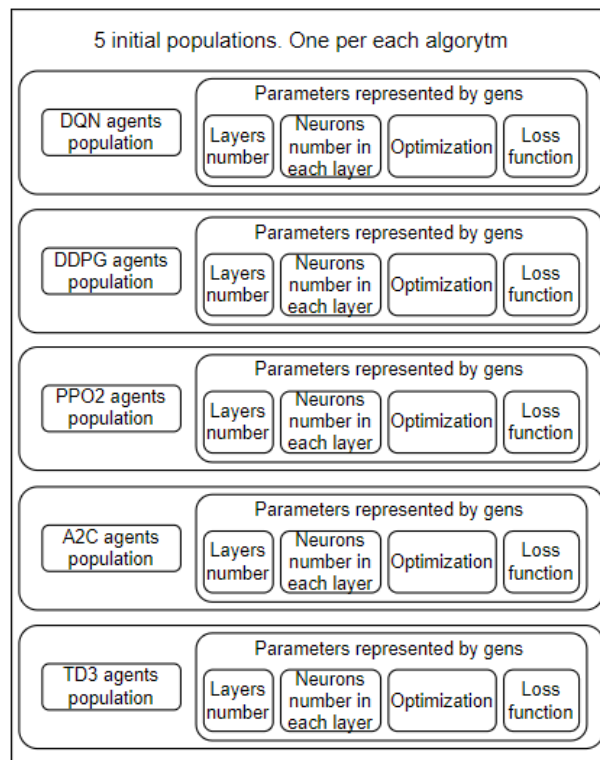 5 initial populations. One per each algorytm
DQN agents
population
Parameters represented by gens
Layers
number
Neurons
number in
each layer
Optimization
Loss
function
DDPG agents
population
Parameters represented by gens
Layers
number
Neurons
number in
each layer
Optimization
Loss
function
PPO2 agents
population
Parameters represented by gens
Layers
number
Neurons
number in
each layer
Optimization
Loss
function
A2C agents
population
Parameters represented by gens
Layers
number
Neurons
number in
each layer
Optimization
Loss
function
TD3 agents
population
Parameters represented by gens
Layers
number
Neurons
number in
each layer
Optimization
Loss
function